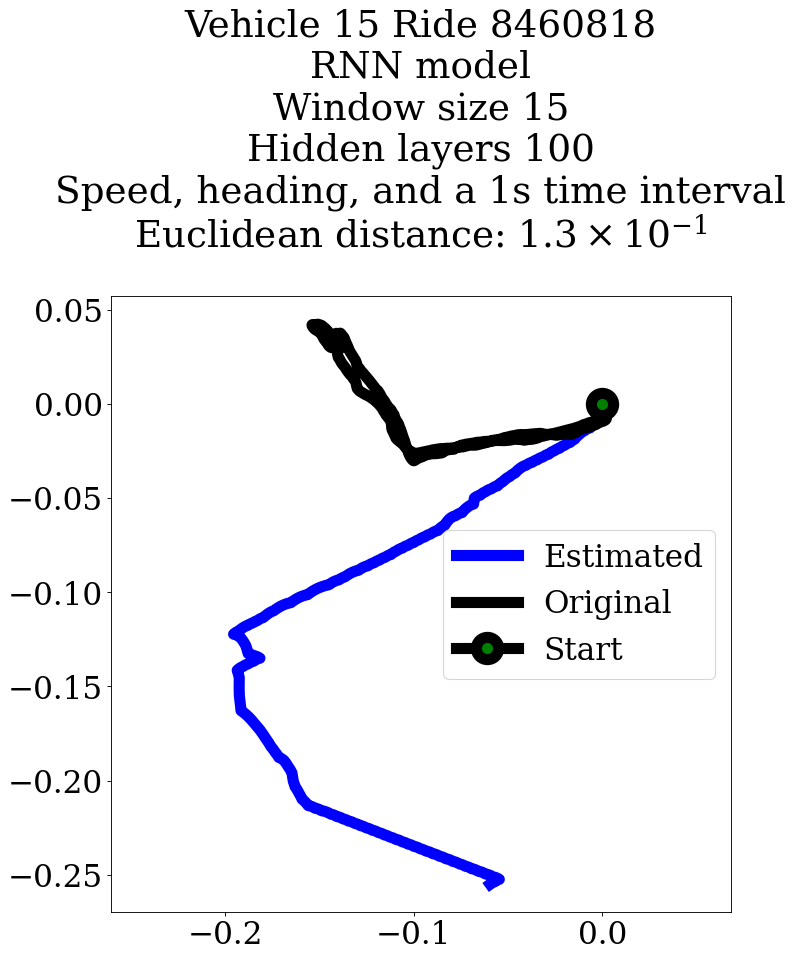 Vehicle 15 Ride 8460818
RNN model
Window size 15
Hidden layers 100
Speed, heading, and a 1s time interval
Euclidean distance: 1.3 × 10⁻¹
0.05
0.00
−0.05
−0.10
−0.15
−0.20
−0.25
Estimated
Original
Start
−0.2 −0.1 0.0